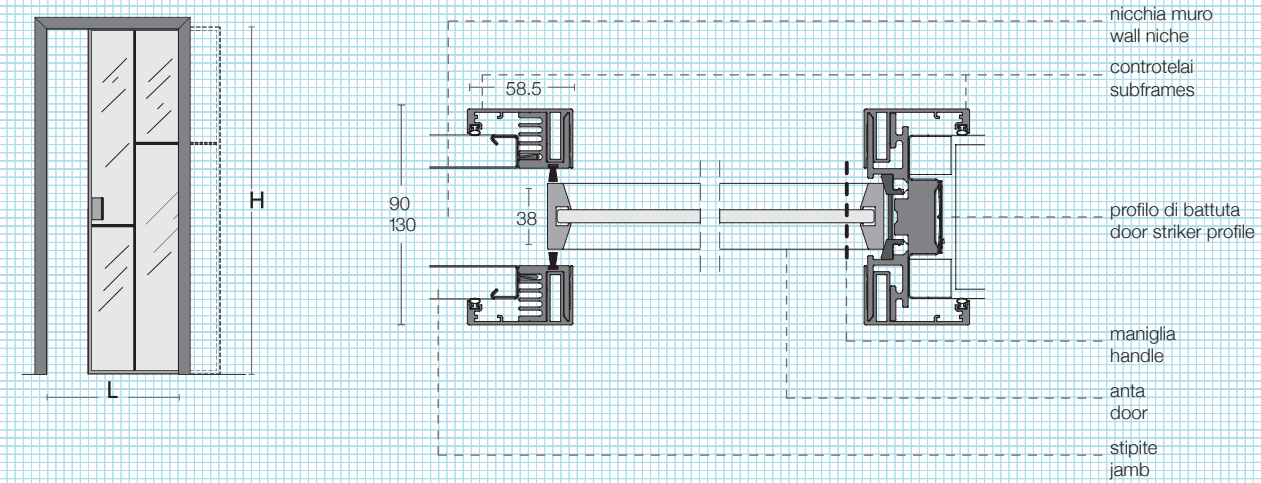 nicchia muro
wall niche
controtelai
subframes
58.5
H
90
130
38
profilo di battuta
door striker profile
maniglia
handle
L
anta
door
stipite
jamb